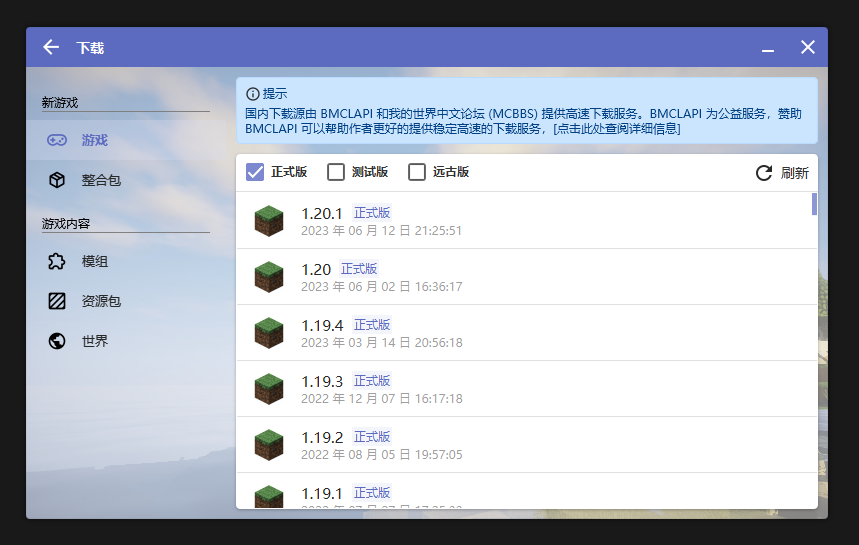 下载
新游戏
游戏
整合包
游戏内容
模组
资源包
世界
提示
国内下载源由 BMCLAPI 和我的世界中文论坛 (MCBBS) 提供高速下载服务。BMCLAPI 为公益服务，赞助
BMCLAPI 可以帮助作者更好的提供稳定高速的下载服务，[点击此处查阅详细信息]
正式版 测试版 远古版 刷新
1.20.1 正式版
2023 年 06 月 12 日 21:25:51
1.20 正式版
2023 年 06 月 02 日 16:36:17
1.19.4 正式版
2023 年 03 月 14 日 20:56:18
1.19.3 正式版
2022 年 12 月 07 日 16:17:18
1.19.2 正式版
2022 年 08 月 05 日 19:57:05
1.19.1 正式版